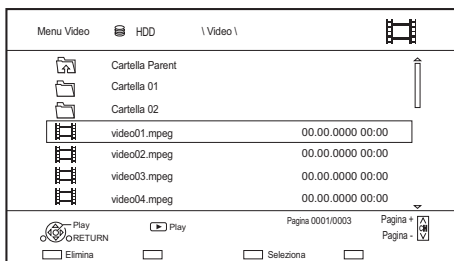 Menu Video HDD \ Video \
Cartella Parent
Cartella 01
Cartella 02
video01.mpeg 00.00.0000 00:00
video02.mpeg 00.00.0000 00:00
video03.mpeg 00.00.0000 00:00
video04.mpeg 00.00.0000 00:00
Play Play Pagina 0001/0003 Pagina +
RETURN CH Pagina -
Elimina Seleziona